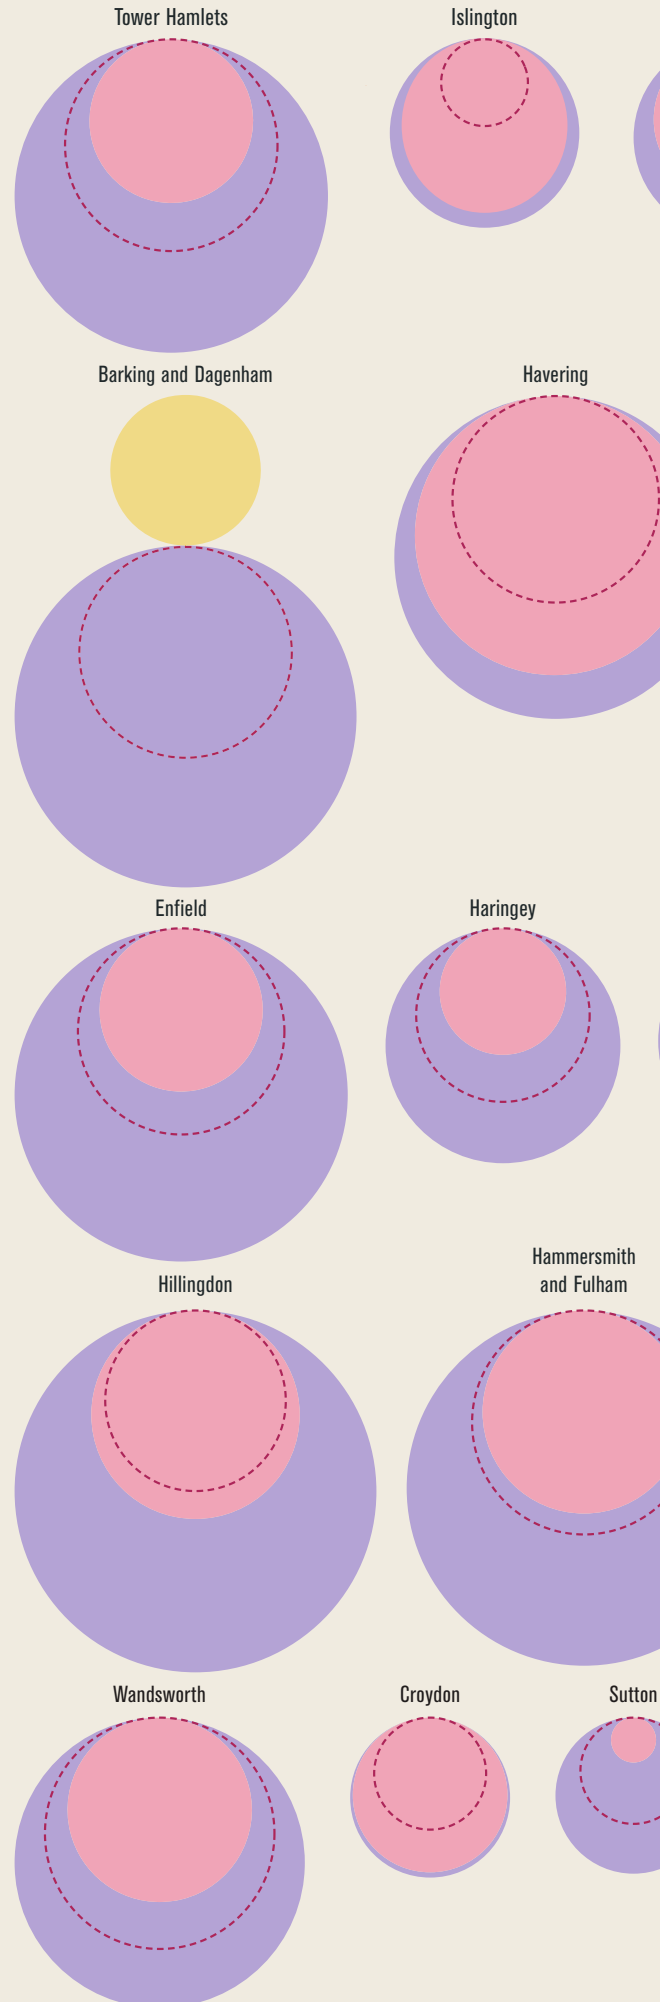 Tower Hamlets
Islington
Barking and Dagenham
Havering
Enfield
Haringey
Hillingdon
Hammersmith
and Fulham
Wandsworth
Croydon
Sutton